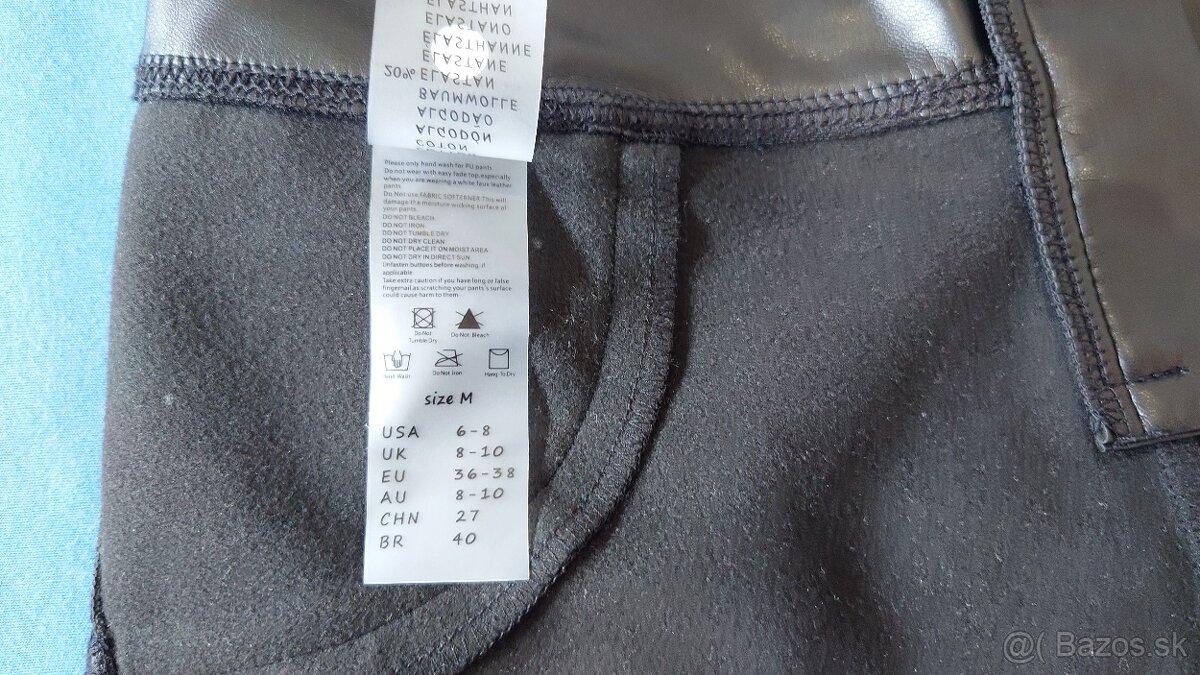 ELASTHAN
ELASTANO
ÉLASTHANNE
ÉLASTANE
20% ELASTAN
BAUMWOLLE
ALGODÃO
ALGODÓN
COTON
Please only hand wash for PU pants
Do not wear with easy fade top,especially
when you are wearing a white faux leather
pants
Do Not use FABRIC SOFTENER This will
damage the moisture wicking surface of
your pants.
DO NOT BLEACH.
DO NOT IRON.
DO NOT TUMBLE DRY
DO NOT DRY CLEAN
DO NOT PLACE IT ON MOIST AREA
DO NOT DRY IN DIRECT SUN
Unfasten buttons before washing, if
applicable
Take extra caution if you have long or false
fingernail,as scratching your pants's surface
could cause harm to them
Do Not
Tumble Dry
Do Not Bleach
Hand Wash
Do Not Iron
Hang To Dry
size M
USA 6-8
UK 8-10
EU 36-38
AU 8-10
CHN 27
BR 40
@( Bazos.sk